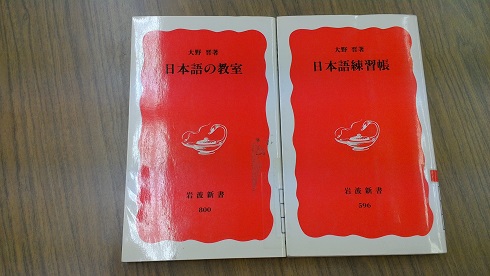 大野 晋著
日本語の教室
岩波新書
800
大野 晋著
日本語練習帳
岩波新書
596